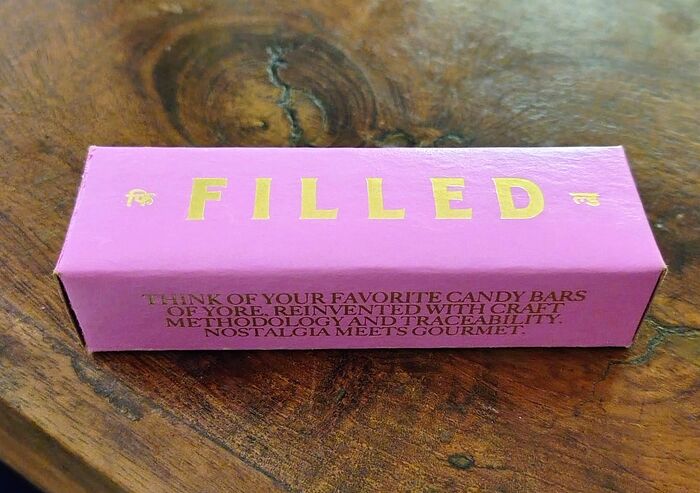 फि FILLED
THINK OF YOUR FAVORITE CANDY BARS
OF YORE, REINVENTED WITH CRAFT
METHODOLOGY AND TRACEABILITY.
NOSTALGIA MEETS GOURMET.